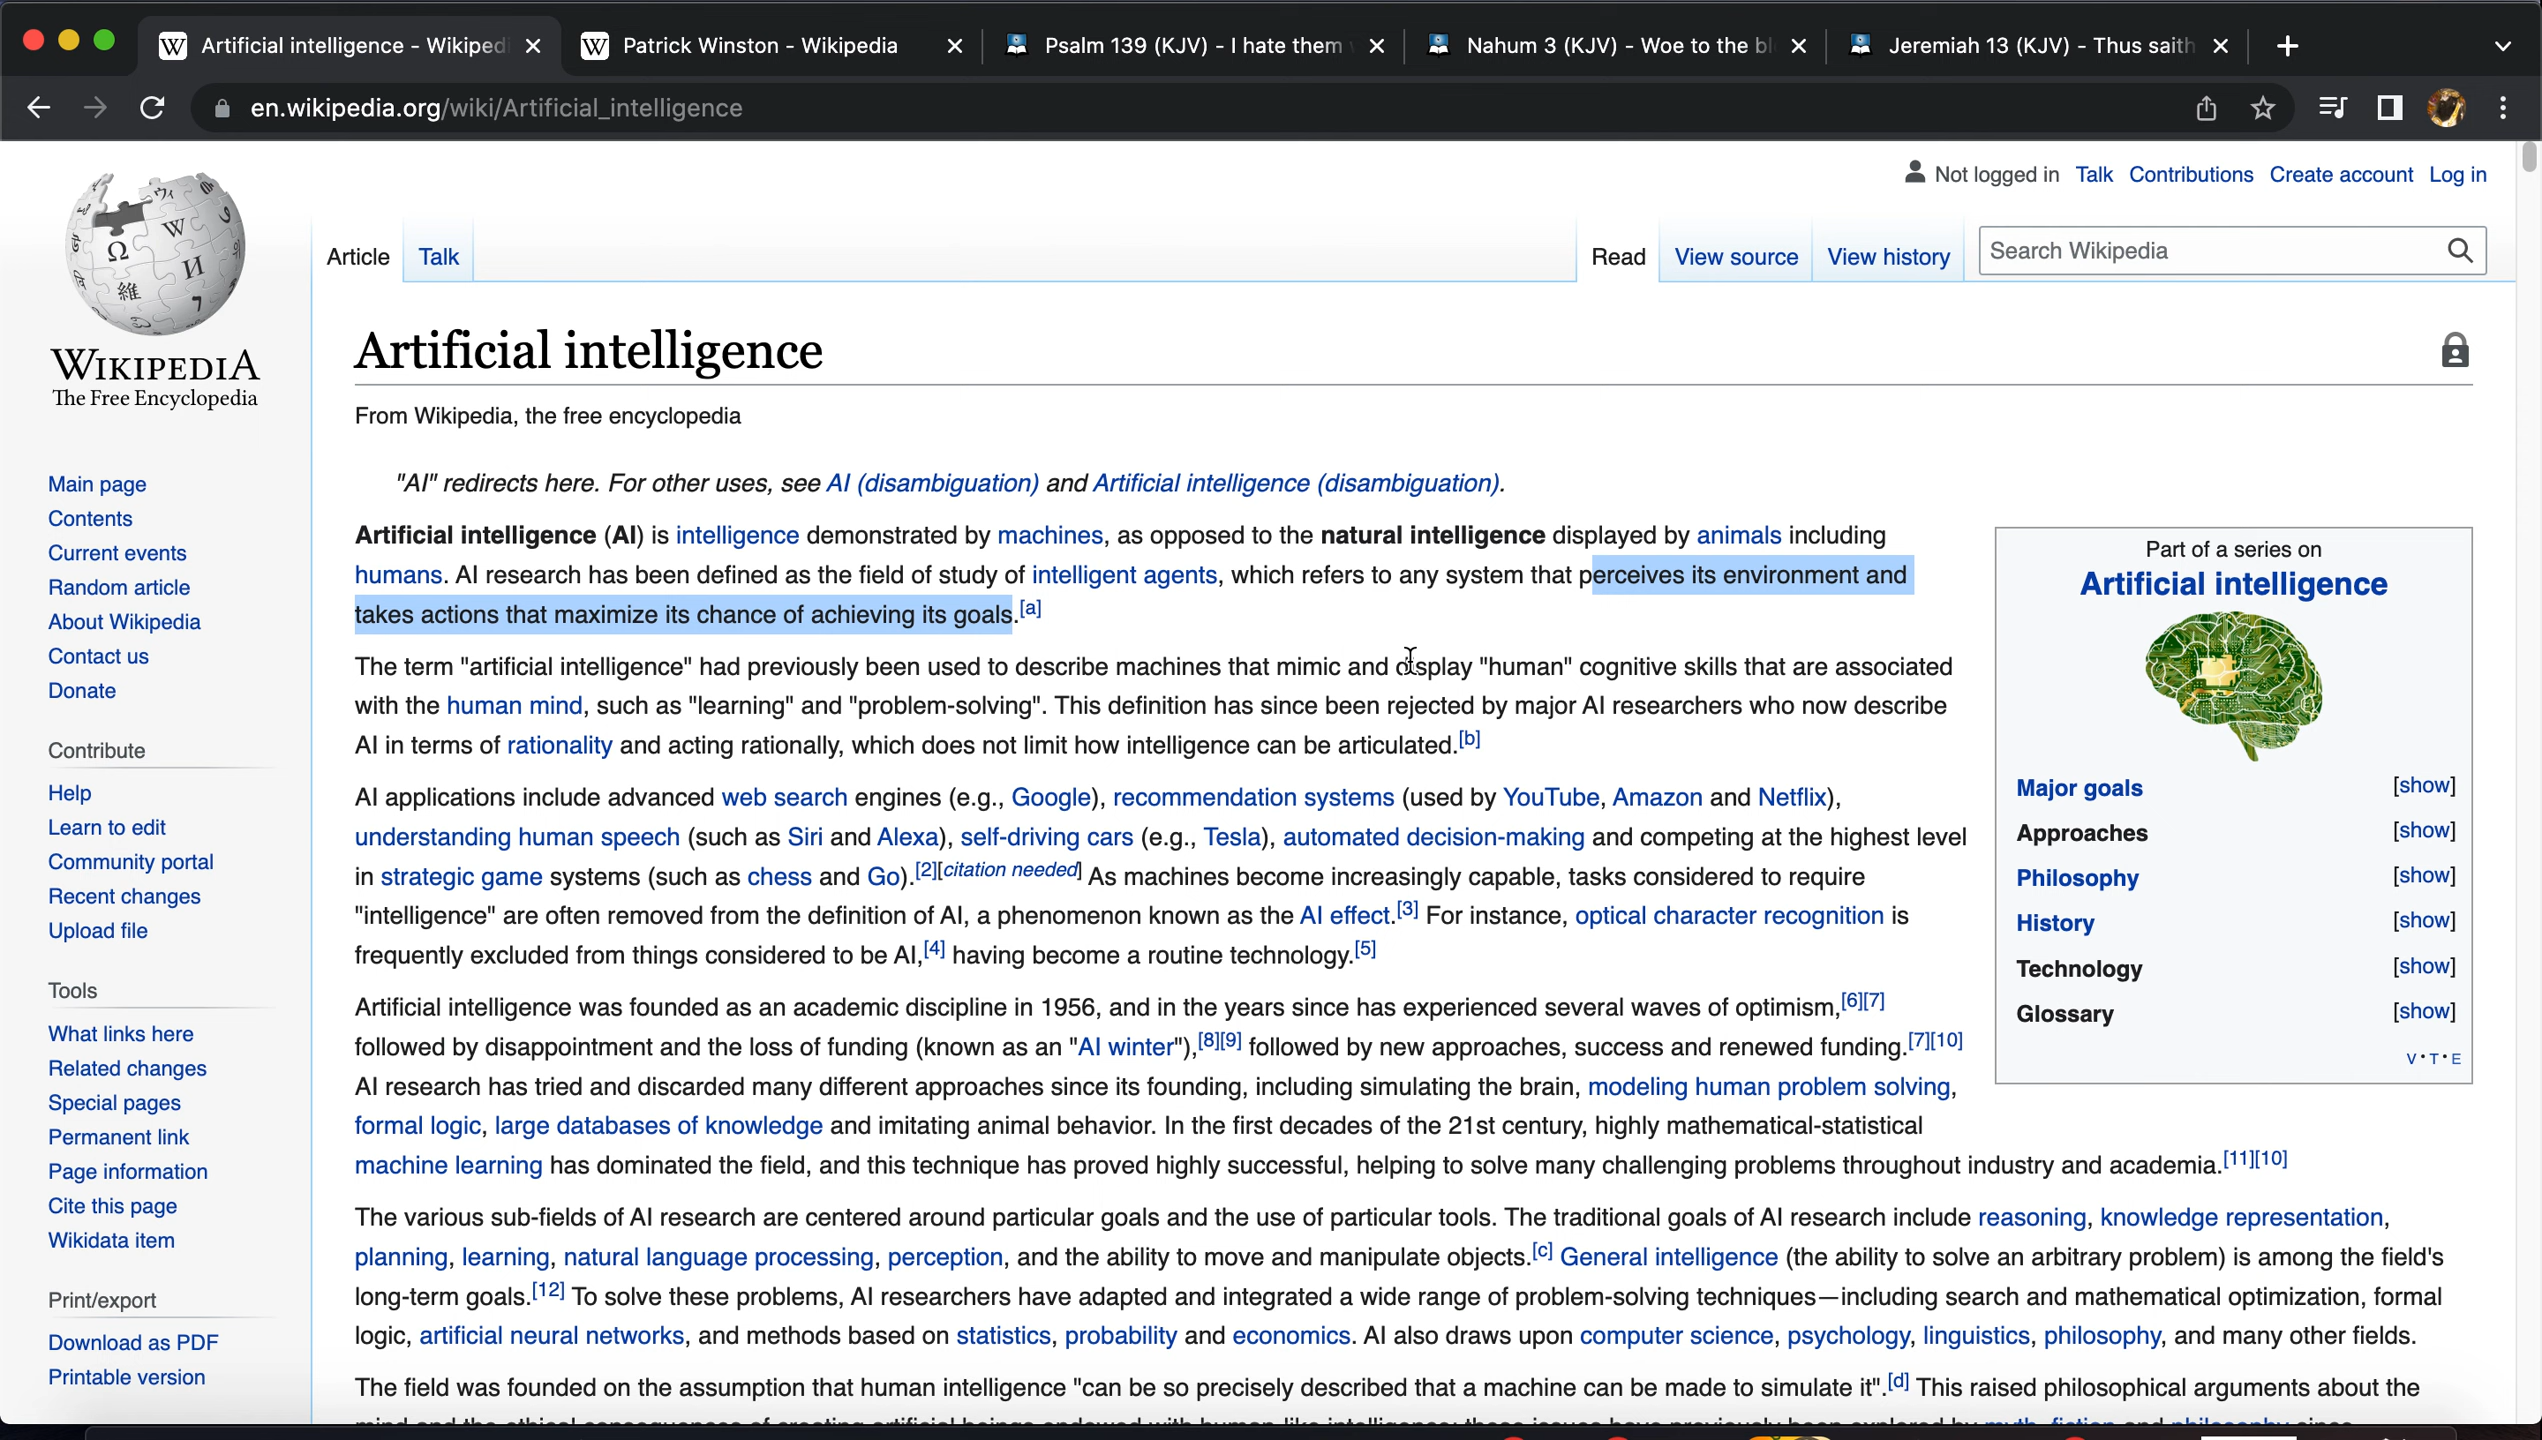 Artificial intelligence - Wikiped
Patrick Winston - Wikipedia
Psalm 139 (KJV) - I hate them
Nahum 3 (KJV) - Woe to the bl
Jeremiah 13 (KJV) - Thus saith
en.wikipedia.org/wiki/Artificial_intelligence
Not logged in Talk Contributions Create account Log in
Article Talk
Read View source View history
Search Wikipedia
WIKIPEDIA
The Free Encyclopedia
Main page
Contents
Current events
Random article
About Wikipedia
Contact us
Donate
Contribute
Help
Learn to edit
Community portal
Recent changes
Upload file
Tools
What links here
Related changes
Special pages
Permanent link
Page information
Cite this page
Wikidata item
Print/export
Download as PDF
Printable version
Artificial intelligence
From Wikipedia, the free encyclopedia
"AI" redirects here. For other uses, see AI (disambiguation) and Artificial intelligence (disambiguation).
Artificial intelligence (AI) is intelligence demonstrated by machines, as opposed to the natural intelligence displayed by animals including
humans. AI research has been defined as the field of study of intelligent agents, which refers to any system that perceives its environment and
takes actions that maximize its chance of achieving its goals.[a]
The term "artificial intelligence" had previously been used to describe machines that mimic and display "human" cognitive skills that are associated
with the human mind, such as "learning" and "problem-solving". This definition has since been rejected by major AI researchers who now describe
AI in terms of rationality and acting rationally, which does not limit how intelligence can be articulated.[b]
AI applications include advanced web search engines (e.g., Google), recommendation systems (used by YouTube, Amazon and Netflix),
understanding human speech (such as Siri and Alexa), self-driving cars (e.g., Tesla), automated decision-making and competing at the highest level
in strategic game systems (such as chess and Go).[2][citation needed] As machines become increasingly capable, tasks considered to require
"intelligence" are often removed from the definition of AI, a phenomenon known as the AI effect.[3] For instance, optical character recognition is
frequently excluded from things considered to be AI,[4] having become a routine technology.[5]
Artificial intelligence was founded as an academic discipline in 1956, and in the years since has experienced several waves of optimism,[6][7]
followed by disappointment and the loss of funding (known as an "AI winter"),[8][9] followed by new approaches, success and renewed funding.[7][10]
AI research has tried and discarded many different approaches since its founding, including simulating the brain, modeling human problem solving,
formal logic, large databases of knowledge and imitating animal behavior. In the first decades of the 21st century, highly mathematical-statistical
machine learning has dominated the field, and this technique has proved highly successful, helping to solve many challenging problems throughout industry and academia.[11][10]
The various sub-fields of AI research are centered around particular goals and the use of particular tools. The traditional goals of AI research include reasoning, knowledge representation,
planning, learning, natural language processing, perception, and the ability to move and manipulate objects.[c] General intelligence (the ability to solve an arbitrary problem) is among the field's
long-term goals.[12] To solve these problems, AI researchers have adapted and integrated a wide range of problem-solving techniques—including search and mathematical optimization, formal
logic, artificial neural networks, and methods based on statistics, probability and economics. AI also draws upon computer science, psychology, linguistics, philosophy, and many other fields.
The field was founded on the assumption that human intelligence "can be so precisely described that a machine can be made to simulate it".[d] This raised philosophical arguments about the
Part of a series on
Artificial intelligence
Major goals [show]
Approaches [show]
Philosophy [show]
History [show]
Technology [show]
Glossary [show]
V · T · E